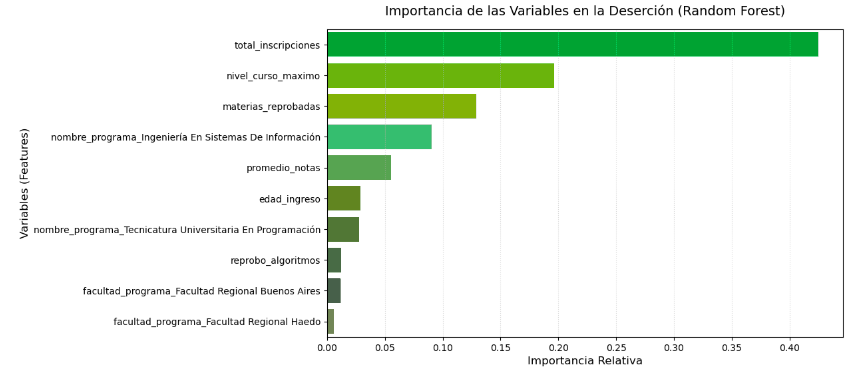 Importancia de las Variables en la Deserción (Random Forest)
Variables (Features)
total_inscripciones
nivel_curso_maximo
materias_reprobadas
nombre_programa_Ingeniería En Sistemas De Información
promedio_notas
edad_ingreso
nombre_programa_Tecnicatura Universitaria En Programación
reprobo_algoritmos
facultad_programa_Facultad Regional Buenos Aires
facultad_programa_Facultad Regional Haedo
0.00 0.05 0.10 0.15 0.20 0.25 0.30 0.35 0.40
Importancia Relativa